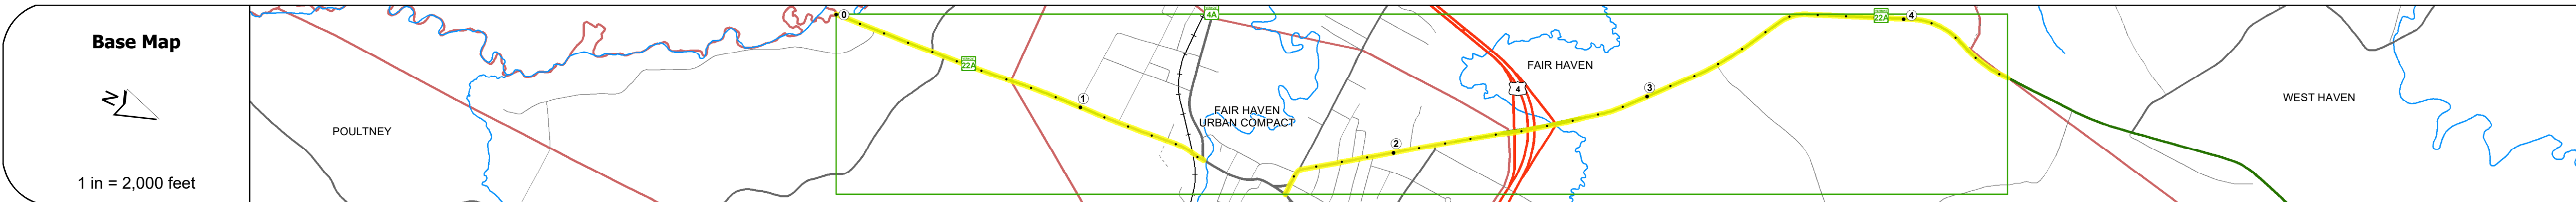 Base Map
N
1 in = 2,000 feet
POULTNEY
0
22A
1
4A
FAIR HAVEN
URBAN COMPACT
2
4
FAIR HAVEN
3
22A
4
WEST HAVEN